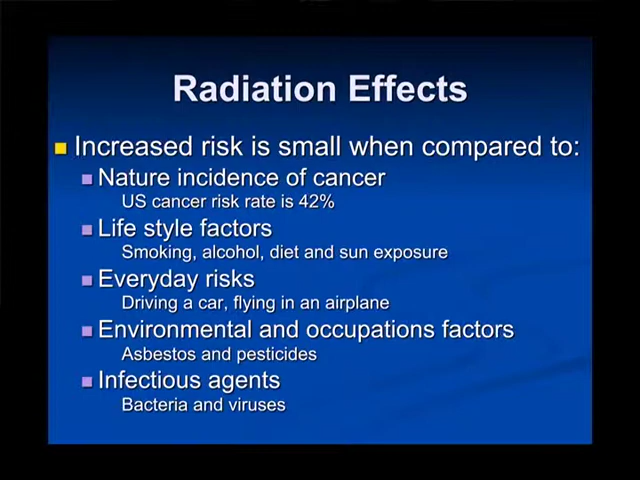 Radiation Effects
Increased risk is small when compared to:
Nature incidence of cancer
US cancer risk rate is 42%
Life style factors
Smoking, alcohol, diet and sun exposure
Everyday risks
Driving a car, flying in an airplane
Environmental and occupations factors
Asbestos and pesticides
Infectious agents
Bacteria and viruses